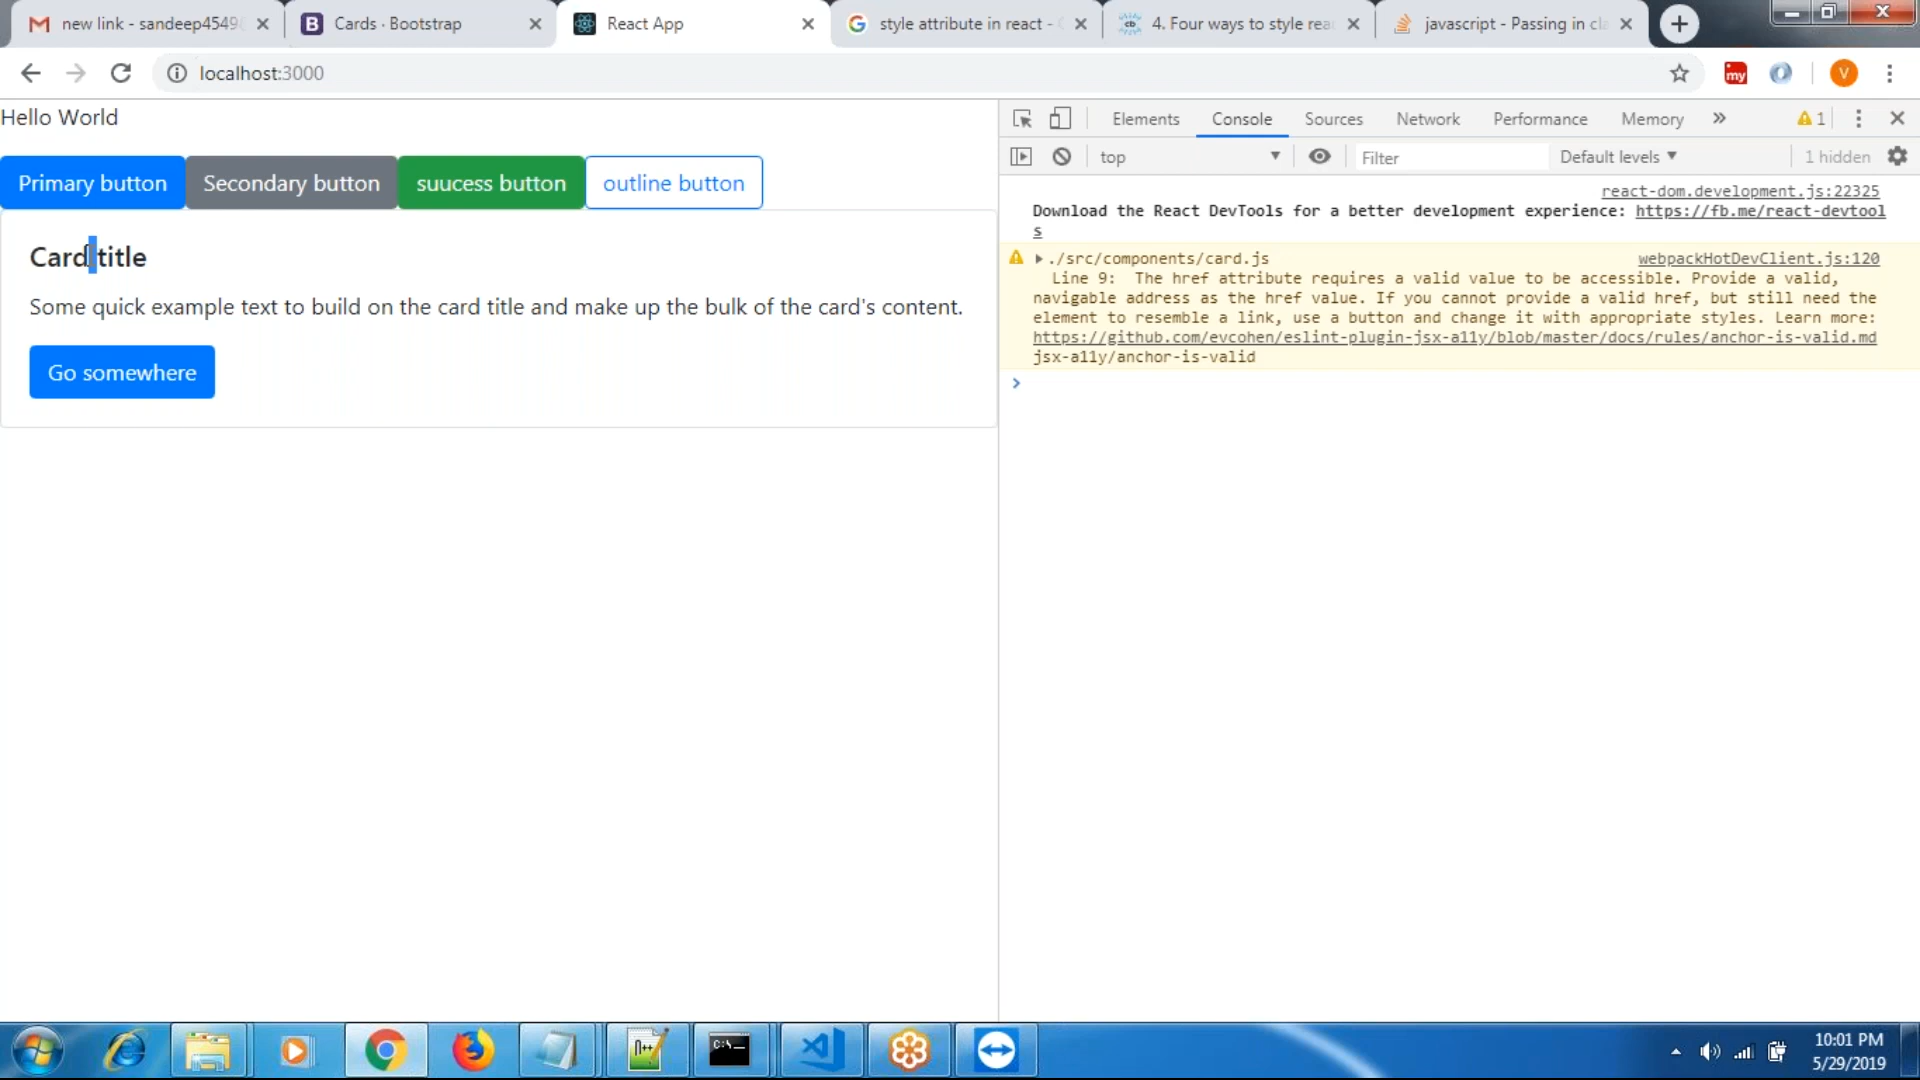 new link - sandeep4549
Cards · Bootstrap
React App
style attribute in react -
4. Four ways to style rea
javascript - Passing in cla
localhost:3000
my
V
Hello World
Primary button
Secondary button
suucess button
outline button
Card title
Some quick example text to build on the card title and make up the bulk of the card's content.
Go somewhere
Elements
Console
Sources
Network
Performance
Memory
1
top
Filter
Default levels
1 hidden
react-dom.development.js:22325
Download the React DevTools for a better development experience: https://fb.me/react-devtool
s
./src/components/card.js
webpackHotDevClient.js:120
Line 9:  The href attribute requires a valid value to be accessible. Provide a valid,
navigable address as the href value. If you cannot provide a valid href, but still need the
element to resemble a link, use a button and change it with appropriate styles. Learn more:
https://github.com/evcohen/eslint-plugin-jsx-a11y/blob/master/docs/rules/anchor-is-valid.md
jsx-a11y/anchor-is-valid
10:01 PM
5/29/2019